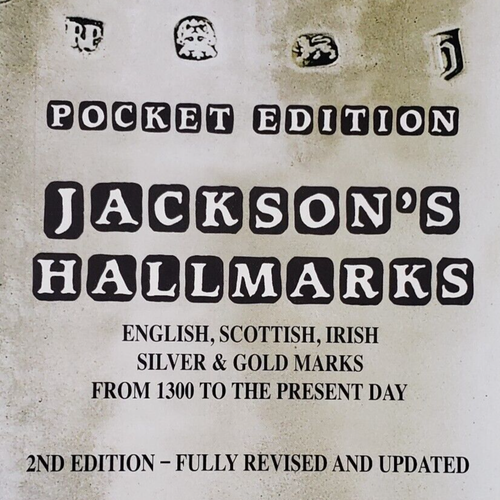 RP
POCKET EDITION
JACKSON'S
HALLMARKS
ENGLISH, SCOTTISH, IRISH
SILVER & GOLD MARKS
FROM 1300 TO THE PRESENT DAY
2ND EDITION – FULLY REVISED AND UPDATED